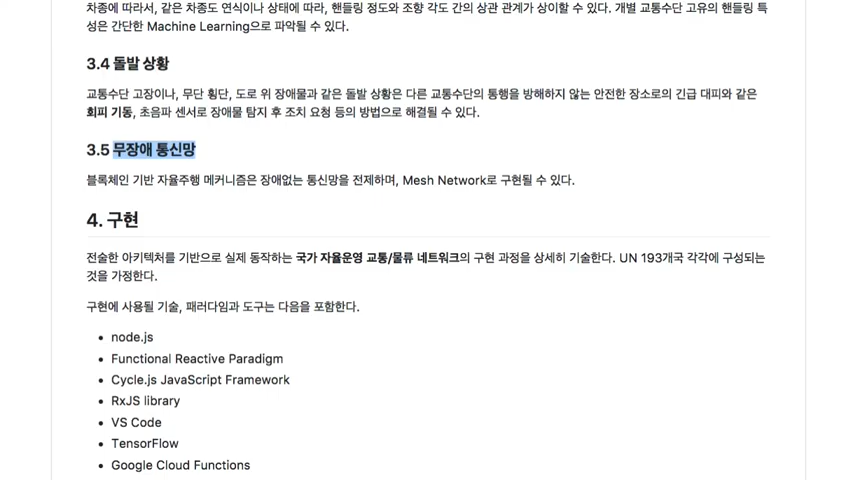 차종에 따라서, 같은 차종도 연식이나 상태에 따라, 핸들링 정도와 조향 각도 간의 상관 관계가 상이할 수 있다. 개별 교통수단 고유의 핸들링 특
성은 간단한 Machine Learning으로 파악될 수 있다.
3.4 돌발 상황
교통수단 고장이나, 무단 횡단, 도로 위 장애물과 같은 돌발 상황은 다른 교통수단의 통행을 방해하지 않는 안전한 장소로의 긴급 대피와 같은
회피 기동, 초음파 센서로 장애물 탐지 후 조치 요청 등의 방법으로 해결될 수 있다.
3.5 무장애 통신망
블록체인 기반 자율주행 메커니즘은 장애없는 통신망을 전제하며, Mesh Network로 구현될 수 있다.
4. 구현
전술한 아키텍처를 기반으로 실제 동작하는 국가 자율운영 교통/물류 네트워크의 구현 과정을 상세히 기술한다. UN 193개국 각각에 구성되는
것을 가정한다.
구현에 사용될 기술, 패러다임과 도구는 다음을 포함한다.
• node.js
• Functional Reactive Paradigm
• Cycle.js JavaScript Framework
• RxJS library
• VS Code
• TensorFlow
• Google Cloud Functions